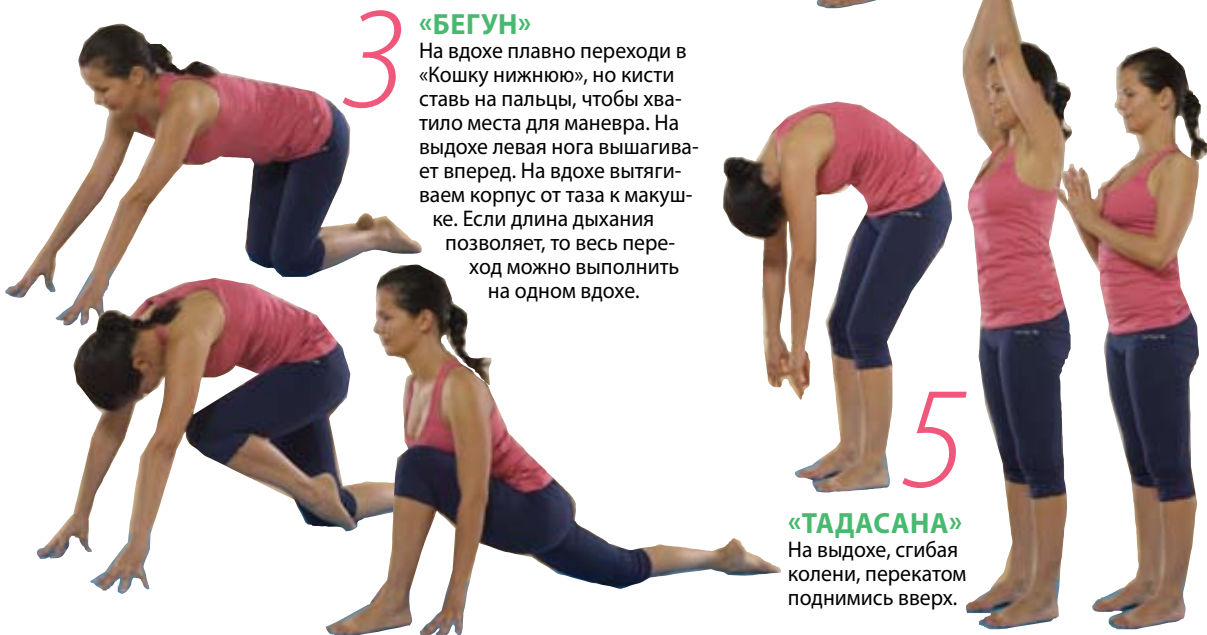 3
«БЕГУН»
На вдохе плавно переходи в
«Кошку нижнюю», но кисти
ставь на пальцы, чтобы хва-
тило места для маневра. На
выдохе левая нога вышагива-
ет вперед. На вдохе вытяги-
ваем корпус от таза к макуш-
ке. Если длина дыхания
позволяет, то весь пере-
ход можно выполнить
на одном вдохе.
5
«ТАДАСАНА»
На выдохе, сгибая
колени, перекатом
поднимись вверх.